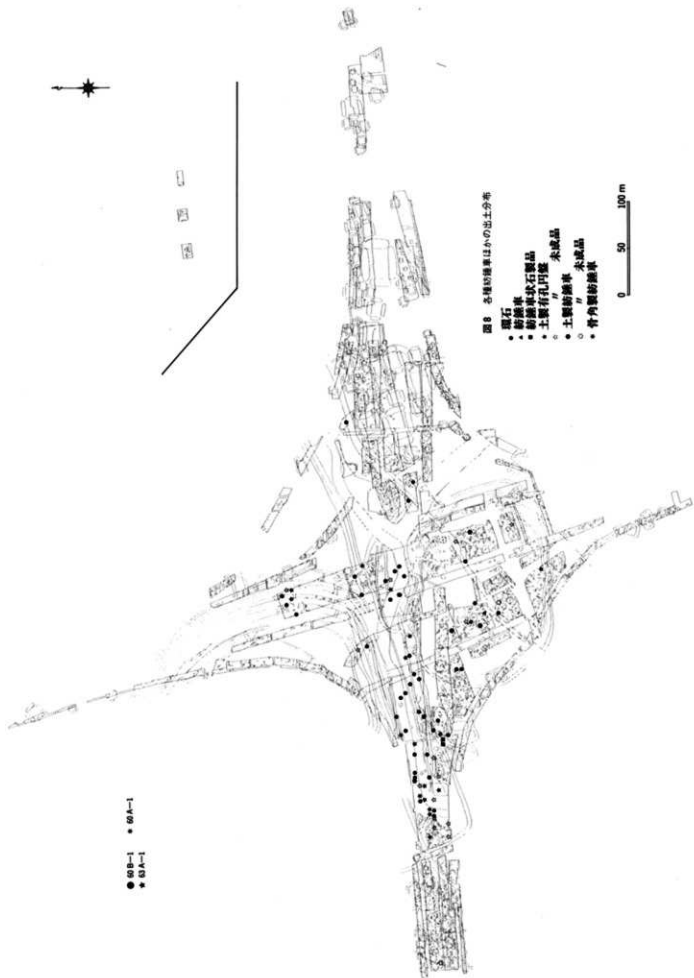 図8 各種紡錘車ほかの出土分布
● 環石
▲ 紡錘車
■ 紡錘車状石製品
● 土製有孔円盤
○ 〃 未成品
● 土製紡錘車
○ 〃 未成品
● 骨角製紡錘車
0 50 100 m
● 60 B—1 ● 60 A—1
★ 63 A—1